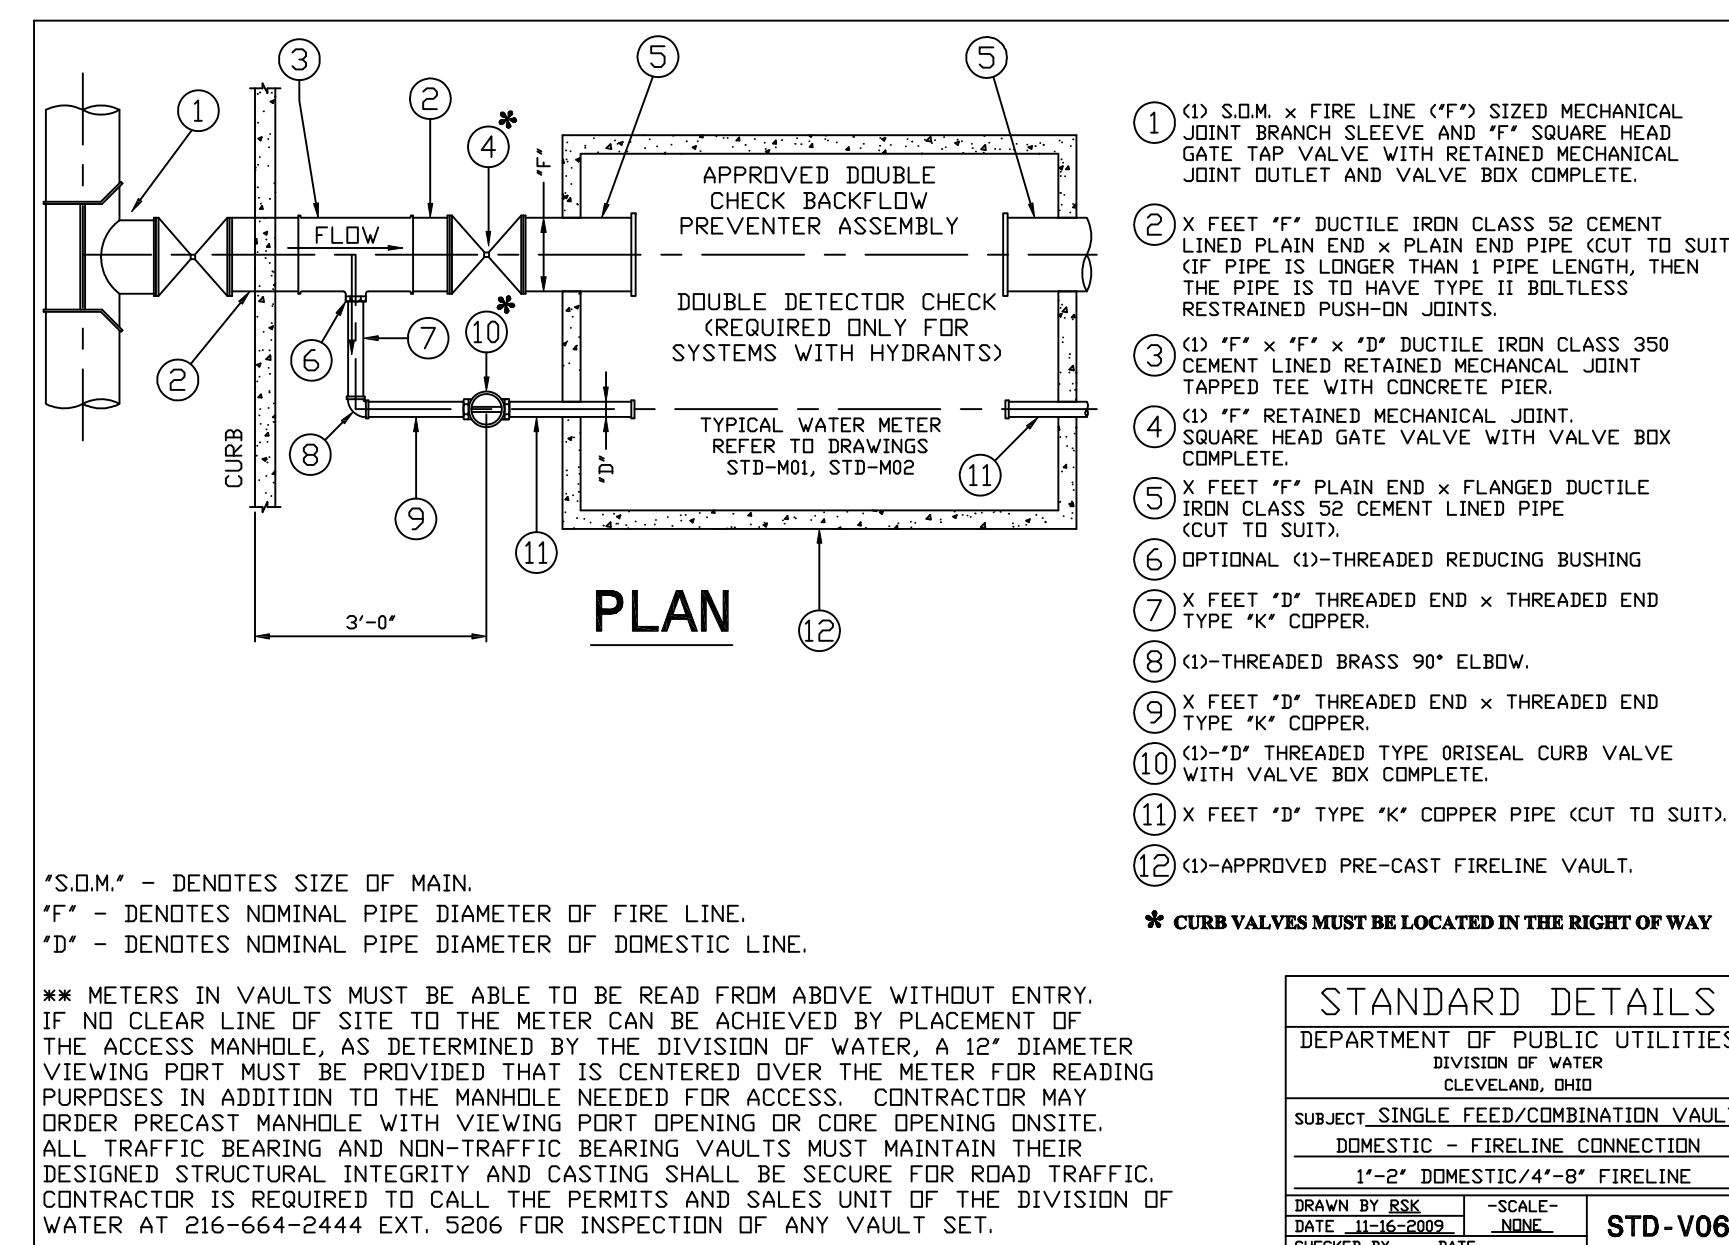 3
5
5
1
2
4
*
"F"
APPROVED DOUBLE
CHECK BACKFLOW
PREVENTER ASSEMBLY
FLOW
*
DOUBLE DETECTOR CHECK
(REQUIRED ONLY FOR
SYSTEMS WITH HYDRANTS)
7
10
6
2
TYPICAL WATER METER
REFER TO DRAWINGS
STD-M01, STD-M02
CURB
8
"D"
11
9
11
3'-0"
PLAN
12
1 (1) S.O.M. x FIRE LINE ("F") SIZED MECHANICAL
JOINT BRANCH SLEEVE AND "F" SQUARE HEAD
GATE TAP VALVE WITH RETAINED MECHANICAL
JOINT OUTLET AND VALVE BOX COMPLETE.
2 X FEET "F" DUCTILE IRON CLASS 52 CEMENT
LINED PLAIN END x PLAIN END PIPE (CUT TO SUIT
(IF PIPE IS LONGER THAN 1 PIPE LENGTH, THEN
THE PIPE IS TO HAVE TYPE II BOLTLESS
RESTRAINED PUSH-ON JOINTS.
3 (1) "F" x "F" x "D" DUCTILE IRON CLASS 350
CEMENT LINED RETAINED MECHANCAL JOINT
TAPPED TEE WITH CONCRETE PIER.
4 (1) "F" RETAINED MECHANICAL JOINT.
SQUARE HEAD GATE VALVE WITH VALVE BOX
COMPLETE.
5 X FEET "F" PLAIN END x FLANGED DUCTILE
IRON CLASS 52 CEMENT LINED PIPE
(CUT TO SUIT).
6 OPTIONAL (1)-THREADED REDUCING BUSHING
7 X FEET "D" THREADED END x THREADED END
TYPE "K" COPPER.
8 (1)-THREADED BRASS 90° ELBOW.
9 X FEET "D" THREADED END x THREADED END
TYPE "K" COPPER.
10 (1)-"D" THREADED TYPE ORISEAL CURB VALVE
WITH VALVE BOX COMPLETE.
11 X FEET "D" TYPE "K" COPPER PIPE (CUT TO SUIT).
12 (1)-APPROVED PRE-CAST FIRELINE VAULT.
* CURB VALVES MUST BE LOCATED IN THE RIGHT OF WAY
"S.O.M." - DENOTES SIZE OF MAIN.
"F" - DENOTES NOMINAL PIPE DIAMETER OF FIRE LINE.
"D" - DENOTES NOMINAL PIPE DIAMETER OF DOMESTIC LINE.
** METERS IN VAULTS MUST BE ABLE TO BE READ FROM ABOVE WITHOUT ENTRY.
IF NO CLEAR LINE OF SITE TO THE METER CAN BE ACHIEVED BY PLACEMENT OF
THE ACCESS MANHOLE, AS DETERMINED BY THE DIVISION OF WATER, A 12" DIAMETER
VIEWING PORT MUST BE PROVIDED THAT IS CENTERED OVER THE METER FOR READING
PURPOSES IN ADDITION TO THE MANHOLE NEEDED FOR ACCESS. CONTRACTOR MAY
ORDER PRECAST MANHOLE WITH VIEWING PORT OPENING OR CORE OPENING ONSITE.
ALL TRAFFIC BEARING AND NON-TRAFFIC BEARING VAULTS MUST MAINTAIN THEIR
DESIGNED STRUCTURAL INTEGRITY AND CASTING SHALL BE SECURE FOR ROAD TRAFFIC.
CONTRACTOR IS REQUIRED TO CALL THE PERMITS AND SALES UNIT OF THE DIVISION OF
WATER AT 216-664-2444 EXT. 5206 FOR INSPECTION OF ANY VAULT SET.
STANDARD DETAILS
DEPARTMENT OF PUBLIC UTILITIES
DIVISION OF WATER
CLEVELAND, OHIO
SUBJECT SINGLE FEED/COMBINATION VAULT
DOMESTIC - FIRELINE CONNECTION
1"-2" DOMESTIC/4"-8" FIRELINE
DRAWN BY RSK
DATE 11-16-2009
-SCALE-
NONE
STD-V06
CHECKED BY DATE